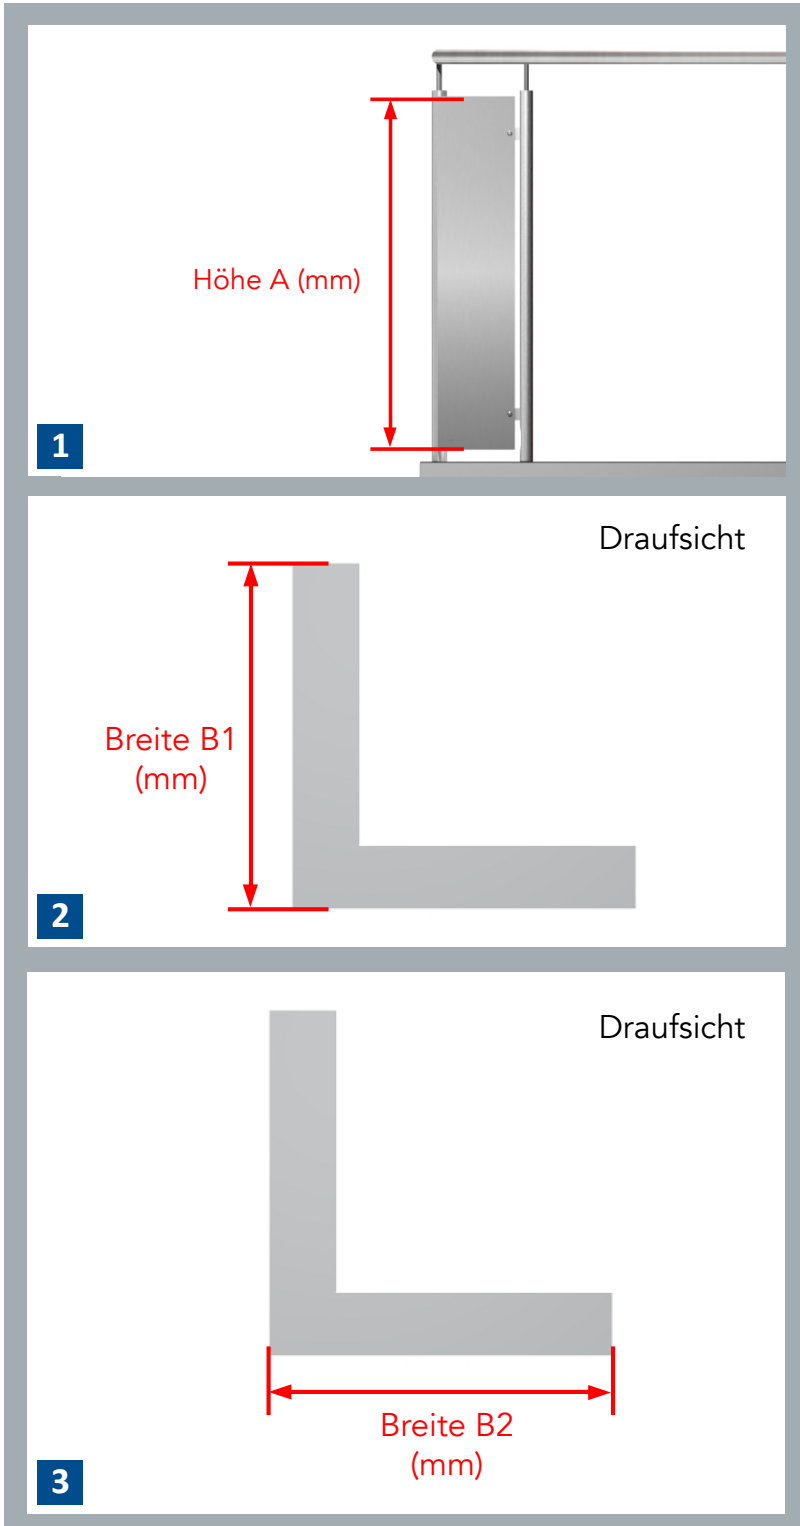 Höhe A (mm)
1
Draufsicht
Breite B1
(mm)
2
Draufsicht
Breite B2
(mm)
3